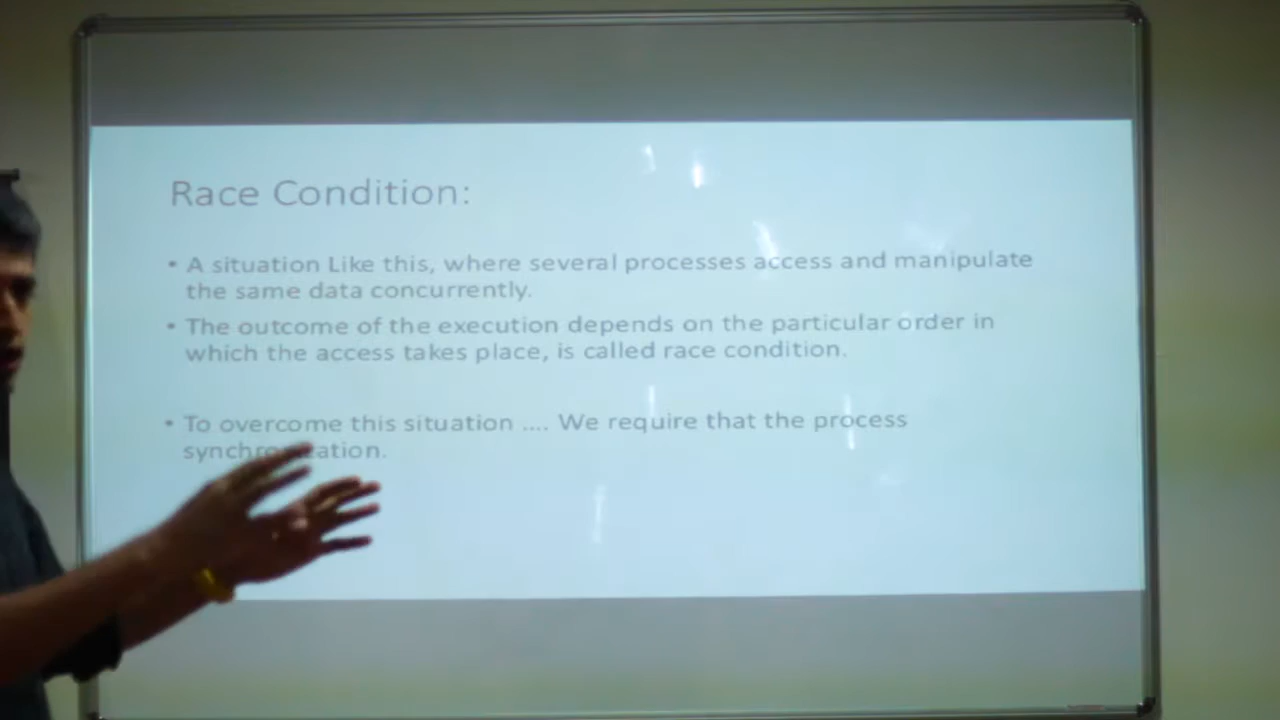 Race Condition:
• A situation Like this, where several processes access and manipulate
the same data concurrently.
• The outcome of the execution depends on the particular order in
which the access takes place, is called race condition.
• To overcome this situation .... We require that the process
synchronization.